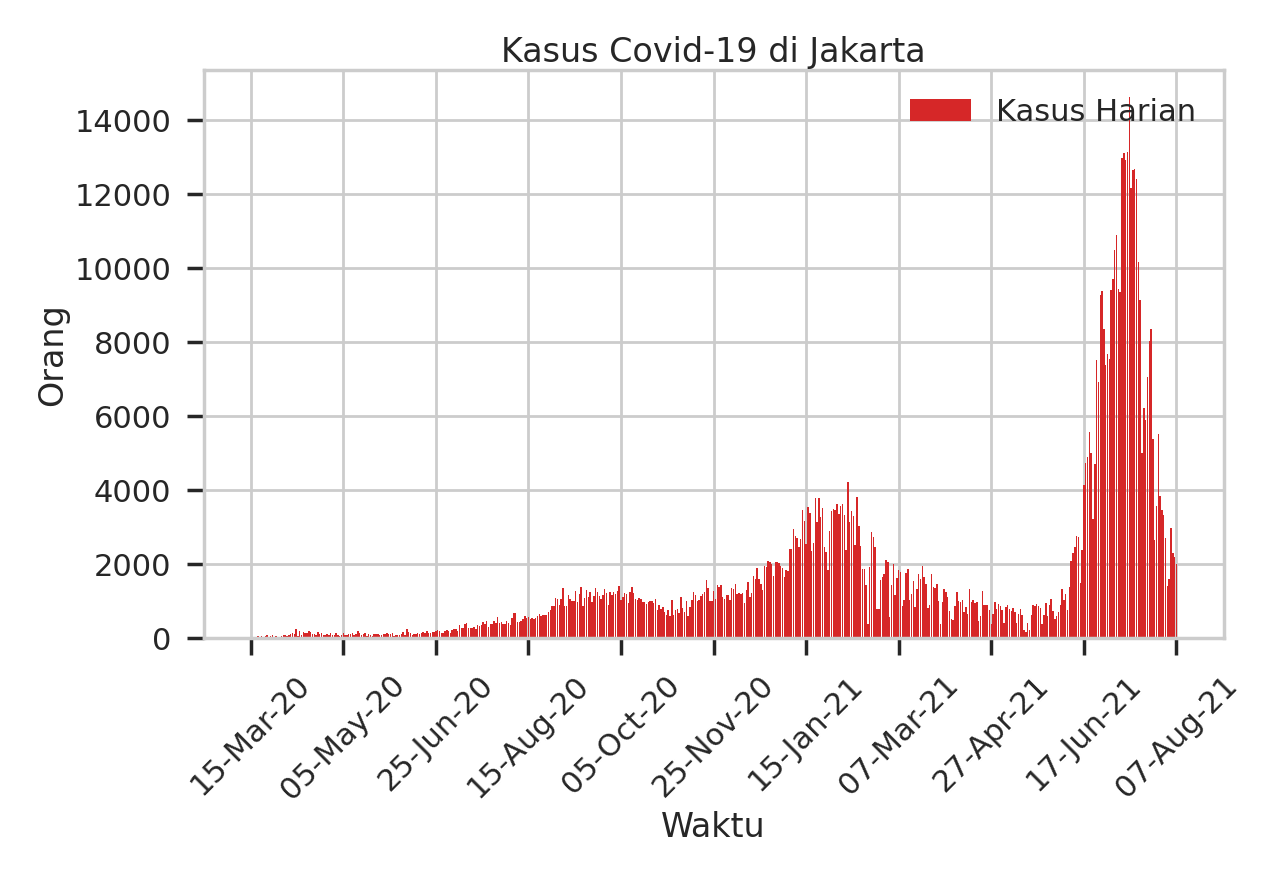 Kasus Covid-19 di Jakarta
Kasus Harian
14000
12000
10000
8000
6000
4000
2000
0
Orang
15-Mar-20
05-May-20
25-Jun-20
15-Aug-20
05-Oct-20
25-Nov-20
15-Jan-21
07-Mar-21
27-Apr-21
17-Jun-21
07-Aug-21
Waktu